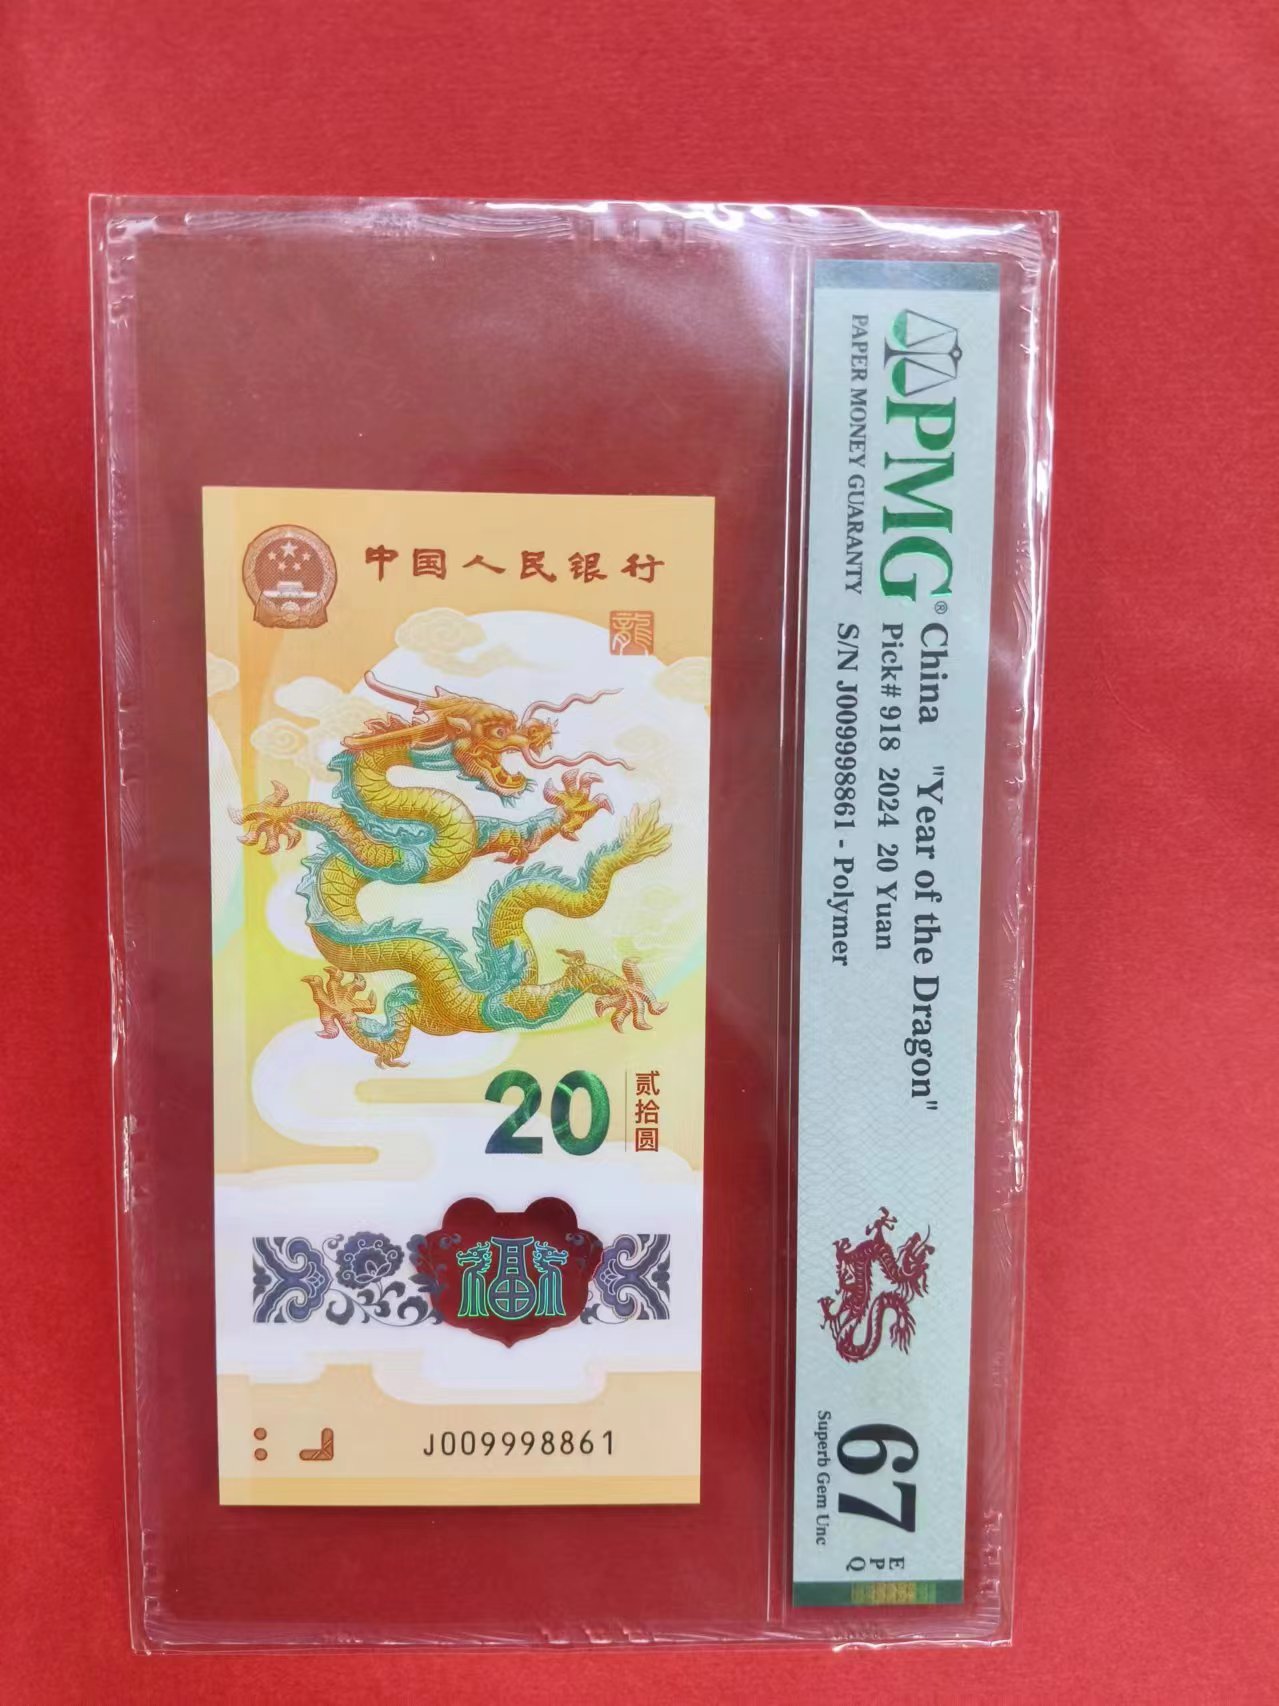 中国人民银行
龍
20
贰拾圆
福
J009998861
PMG®
PAPER MONEY GUARANTY
China "Year of the Dragon"
Pick# 918 2024 20 Yuan
S/N J009998861 - Polymer
67
EPQ
Superb Gem Unc